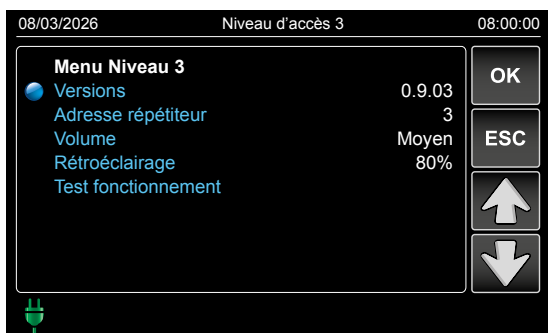 08/03/2026 Niveau d'accès 3 08:00:00
Menu Niveau 3
Versions 0.9.03
Adresse répétiteur 3
Volume Moyen
Rétroéclairage 80%
Test fonctionnement
OK
ESC